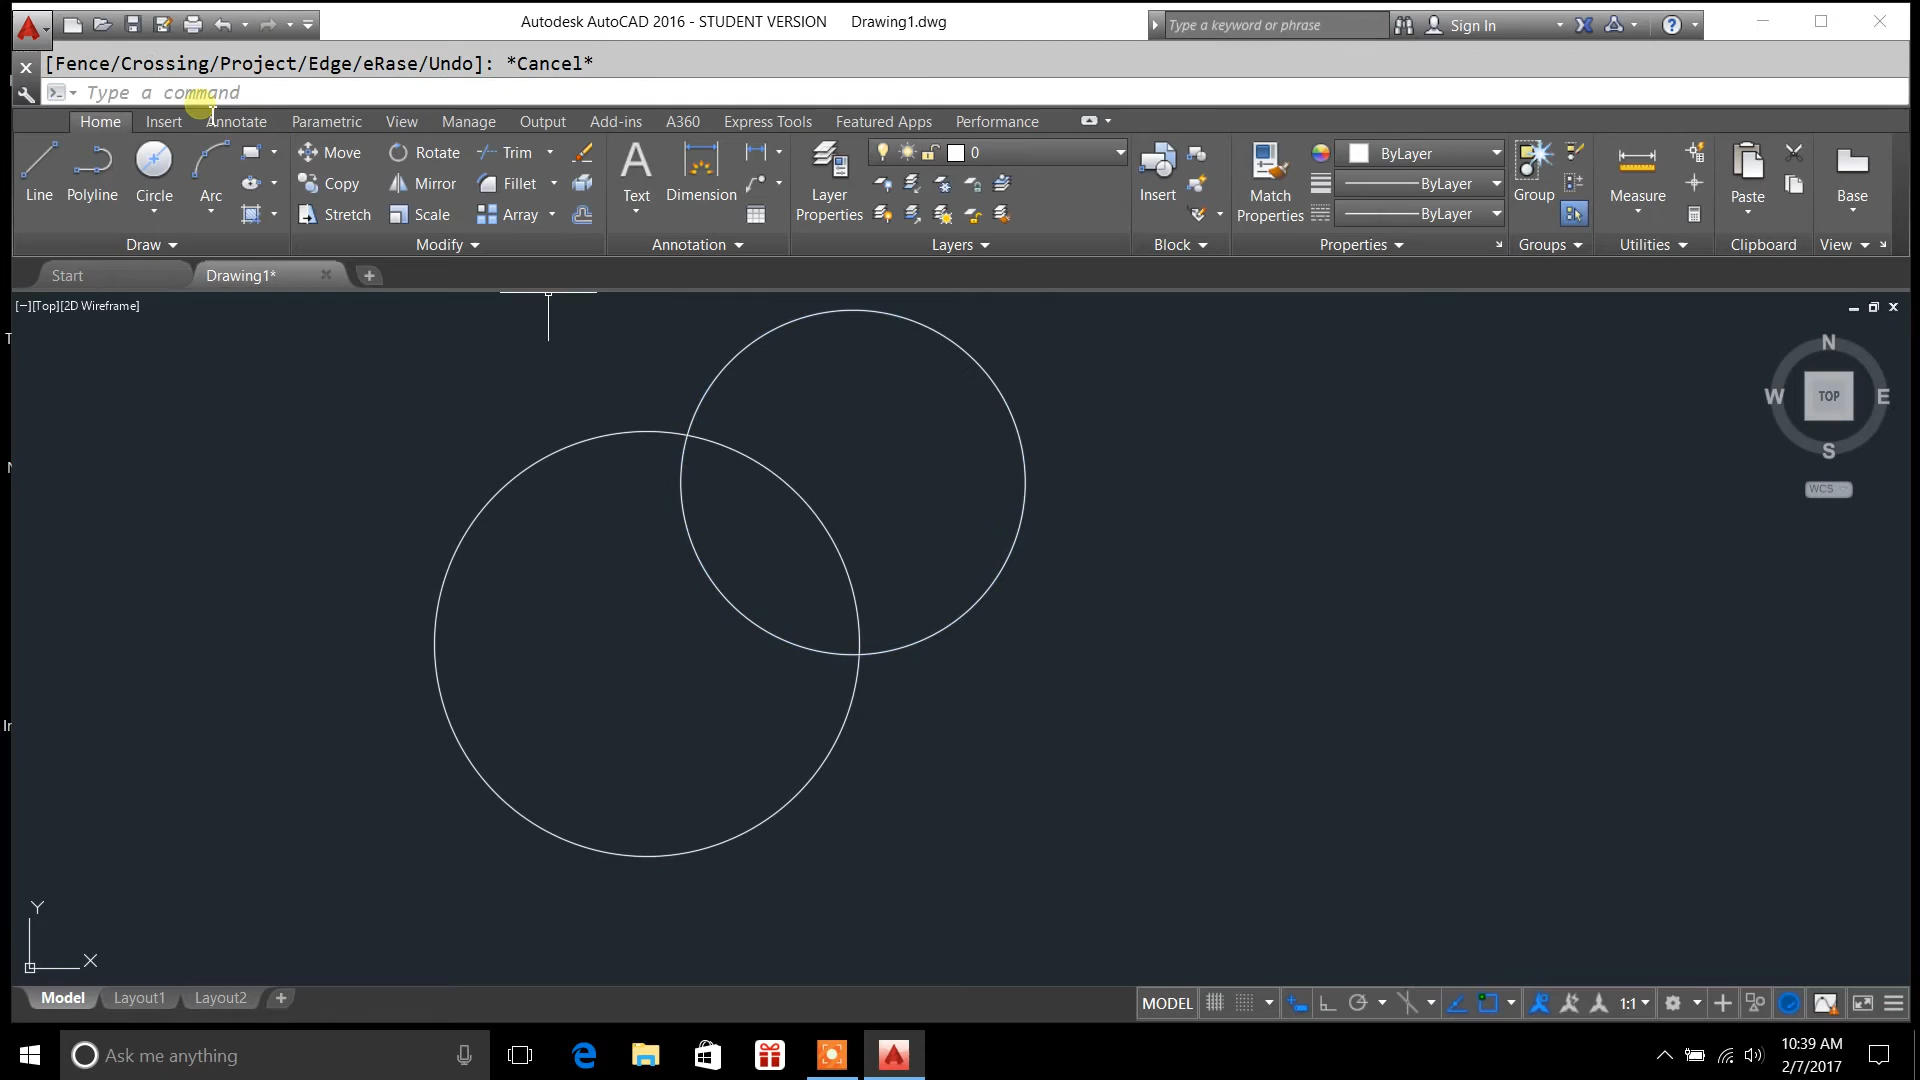 Autodesk AutoCAD 2016 - STUDENT VERSION Drawing1.dwg
Type a keyword or phrase
Sign In
[Fence/Crossing/Project/Edge/eRase/Undo]: *Cancel*
Type a command
Home Insert Annotate Parametric View Manage Output Add-ins A360 Express Tools Featured Apps Performance
Move Rotate Trim 0 ByLayer
Copy Mirror Fillet ByLayer
Line Polyline Circle Arc Text Dimension Layer Properties Insert Match Properties Group Measure Paste Base
Stretch Scale Array ByLayer
Draw Modify Annotation Layers Block Properties Groups Utilities Clipboard View
Start Drawing1*
[−][Top][2D Wireframe]
N
W TOP E
S
WCS
Y
X
Model Layout1 Layout2
MODEL 1:1
Ask me anything
10:39 AM
2/7/2017